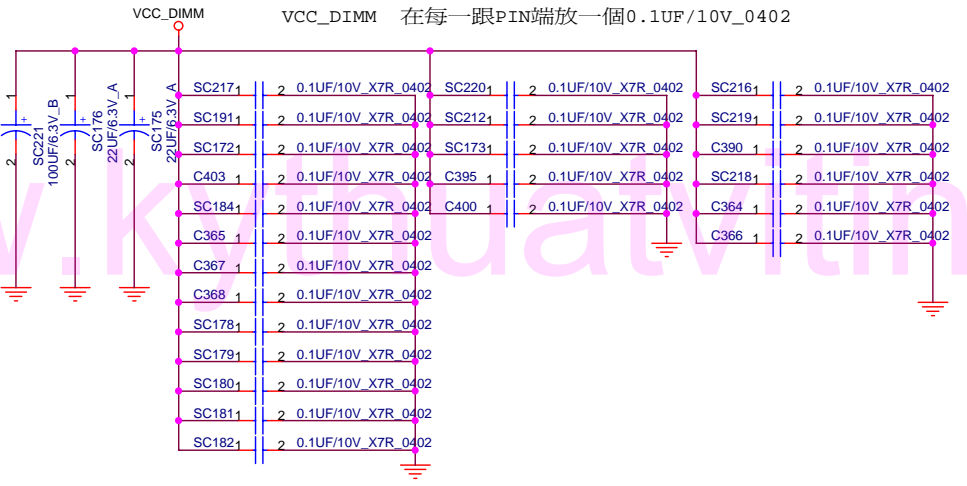 VCC_DIMM
VCC_DIMM 在每一跟PIN端放一個0.1UF/10V_0402
1 2 SC221 100UF/6.3V_B
1 2 SC176 22UF/6.3V_A
1 2 SC175 22UF/6.3V_A
SC217 1 2 0.1UF/10V_X7R_0402
SC191 1 2 0.1UF/10V_X7R_0402
SC172 1 2 0.1UF/10V_X7R_0402
C403 1 2 0.1UF/10V_X7R_0402
SC184 1 2 0.1UF/10V_X7R_0402
C365 1 2 0.1UF/10V_X7R_0402
C367 1 2 0.1UF/10V_X7R_0402
C368 1 2 0.1UF/10V_X7R_0402
SC178 1 2 0.1UF/10V_X7R_0402
SC179 1 2 0.1UF/10V_X7R_0402
SC180 1 2 0.1UF/10V_X7R_0402
SC181 1 2 0.1UF/10V_X7R_0402
SC182 1 2 0.1UF/10V_X7R_0402
SC220 1 2 0.1UF/10V_X7R_0402
SC212 1 2 0.1UF/10V_X7R_0402
SC173 1 2 0.1UF/10V_X7R_0402
C395 1 2 0.1UF/10V_X7R_0402
C400 1 2 0.1UF/10V_X7R_0402
SC216 1 2 0.1UF/10V_X7R_0402
SC219 1 2 0.1UF/10V_X7R_0402
C390 1 2 0.1UF/10V_X7R_0402
SC218 1 2 0.1UF/10V_X7R_0402
C364 1 2 0.1UF/10V_X7R_0402
C366 1 2 0.1UF/10V_X7R_0402
w.kythuatvitin